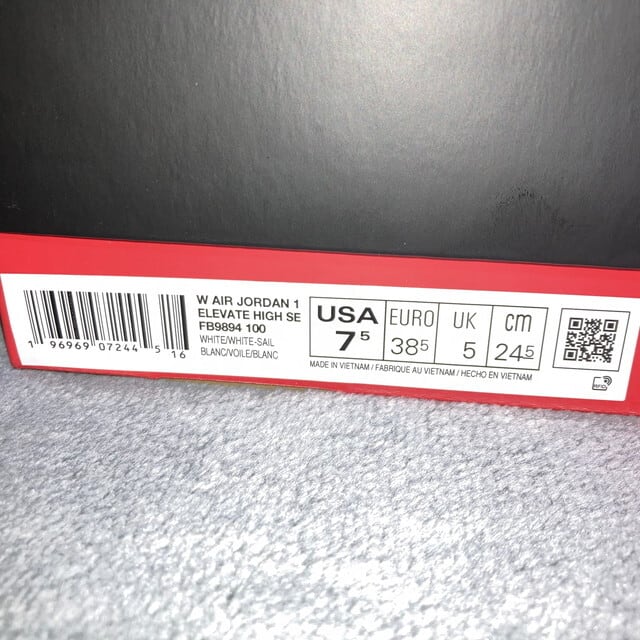 W AIR JORDAN 1
ELEVATE HIGH SE
FB9894 100
WHITE/WHITE-SAIL
BLANC/VOILE/BLANC
1 96969 07244 5 16
USA
7 5
EURO
38 5
UK
5
cm
24 5
MADE IN VIETNAM / FABRIQUE AU VIETNAM / HECHO EN VIETNAM